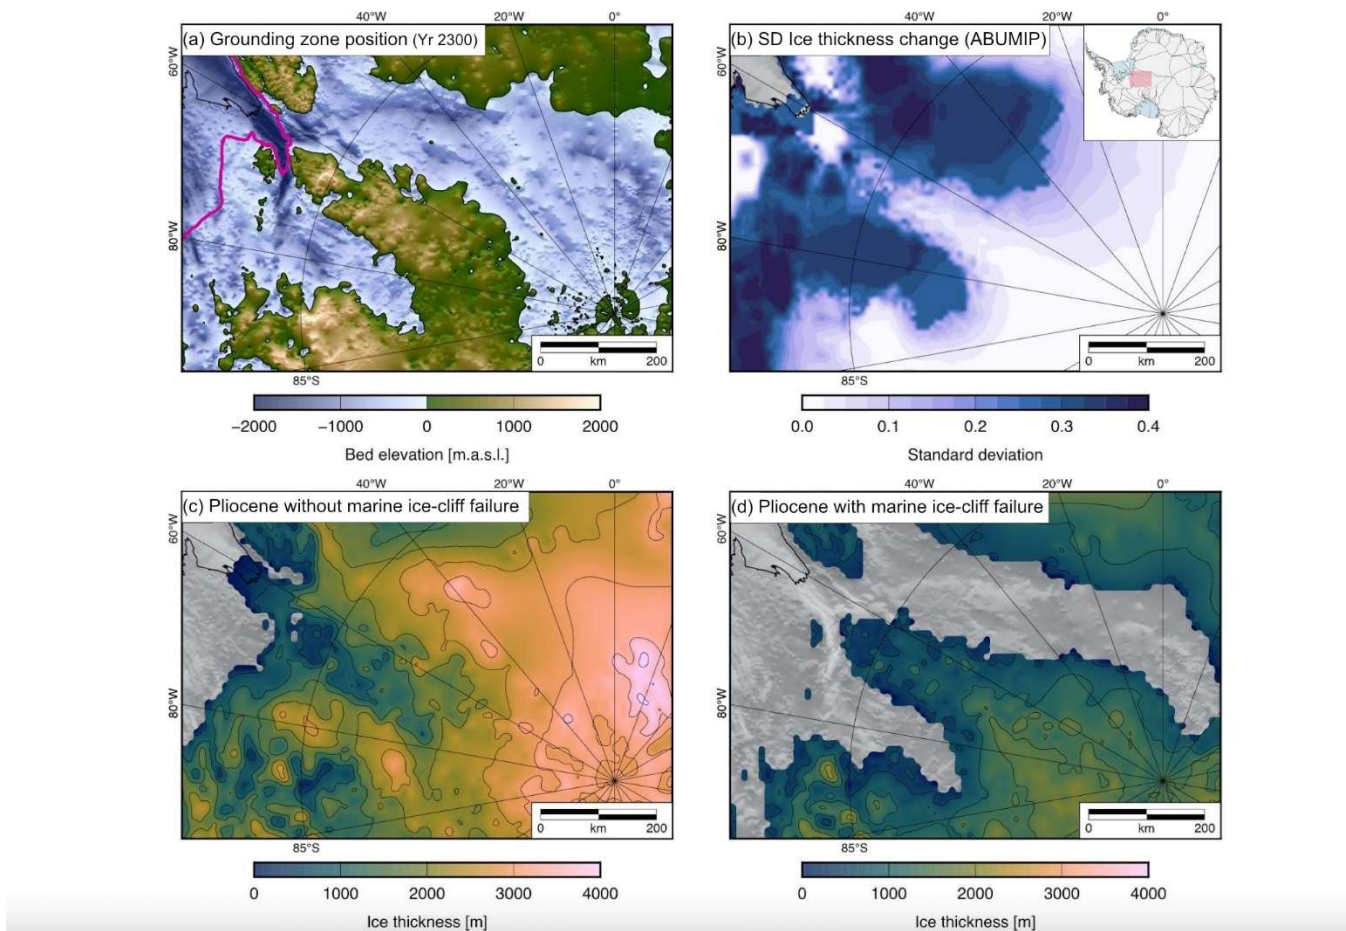 40°W
20°W
0°
(a) Grounding zone position (Yr 2300)
60°W
80°W
85°S
0
km
200
−2000
−1000
0
1000
2000
Bed elevation [m.a.s.l.]
40°W
20°W
0°
(b) SD Ice thickness change (ABUMIP)
60°W
80°W
85°S
0
km
200
0.0
0.1
0.2
0.3
0.4
Standard deviation
40°W
20°W
0°
(c) Pliocene without marine ice-cliff failure
60°W
80°W
85°S
0
km
200
0
1000
2000
3000
4000
Ice thickness [m]
40°W
20°W
0°
(d) Pliocene with marine ice-cliff failure
60°W
80°W
85°S
0
km
200
0
1000
2000
3000
4000
Ice thickness [m]